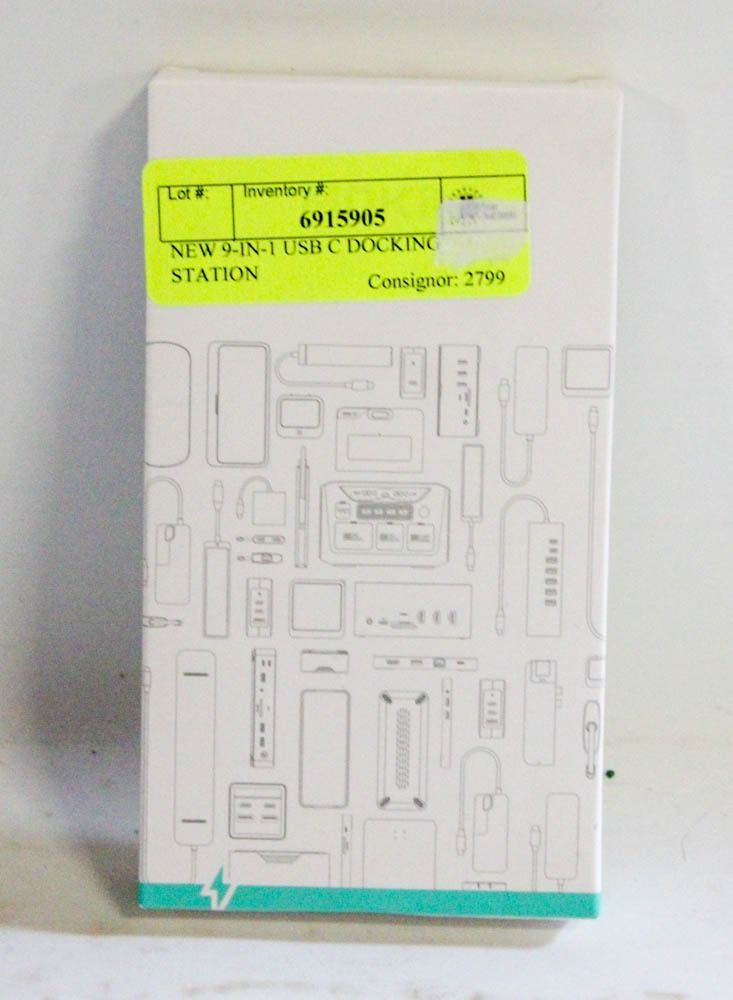 Lot #:
Inventory #:
6915905
NEW 9-IN-1 USB C DOCKING
STATION
Consignor: 2799